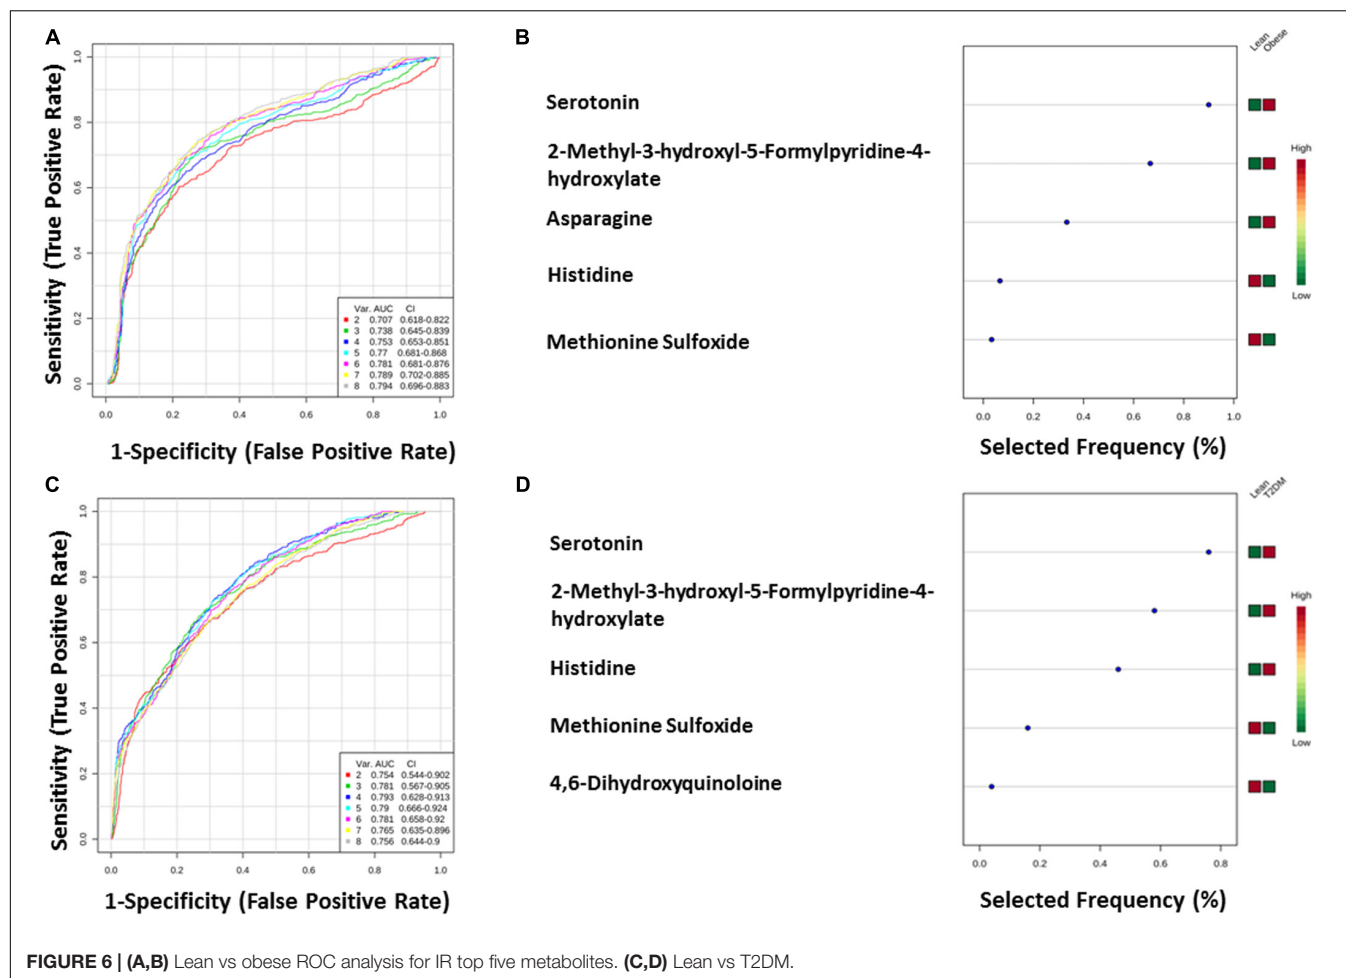 A
Sensitivity (True Positive Rate)
1.0
0.8
0.6
0.4
0.2
0.0
Var. AUC CI
2 0.707 0.618-0.822
3 0.738 0.645-0.839
4 0.753 0.653-0.851
5 0.77 0.681-0.868
6 0.781 0.681-0.876
7 0.789 0.702-0.885
8 0.794 0.696-0.883
0.0 0.2 0.4 0.6 0.8 1.0
1-Specificity (False Positive Rate)
B
Lean
Obese
Serotonin
2-Methyl-3-hydroxyl-5-Formylpyridine-4-
hydroxylate
Asparagine
Histidine
Methionine Sulfoxide
High
Low
0.0 0.2 0.4 0.6 0.8 1.0
Selected Frequency (%)
C
Sensitivity (True Positive Rate)
1.0
0.8
0.6
0.4
0.2
0.0
Var. AUC CI
2 0.754 0.544-0.902
3 0.781 0.567-0.905
4 0.793 0.628-0.913
5 0.79 0.666-0.924
6 0.781 0.658-0.92
7 0.765 0.635-0.896
8 0.756 0.644-0.9
0.0 0.2 0.4 0.6 0.8 1.0
1-Specificity (False Positive Rate)
D
Lean
T2DM
Serotonin
2-Methyl-3-hydroxyl-5-Formylpyridine-4-
hydroxylate
Histidine
Methionine Sulfoxide
4,6-Dihydroxyquinoloine
High
Low
0.0 0.2 0.4 0.6 0.8
Selected Frequency (%)
FIGURE 6 | (A,B) Lean vs obese ROC analysis for IR top five metabolites. (C,D) Lean vs T2DM.